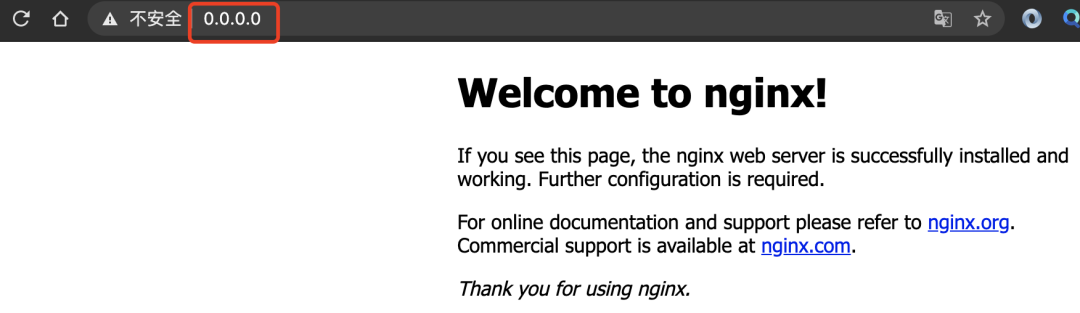 不安全 0.0.0.0
Welcome to nginx!
If you see this page, the nginx web server is successfully installed and
working. Further configuration is required.
For online documentation and support please refer to nginx.org.
Commercial support is available at nginx.com.
Thank you for using nginx.